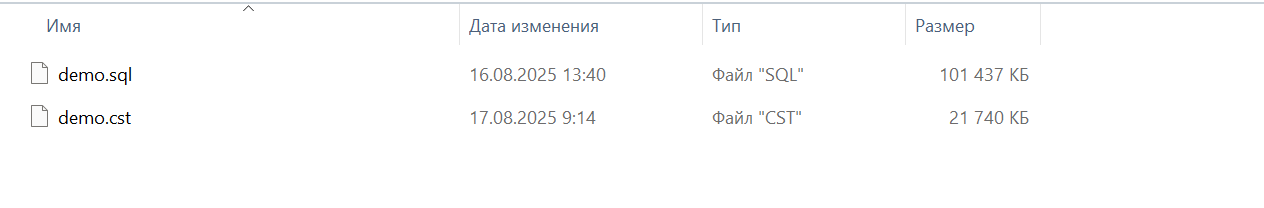 Имя Дата изменения Тип Размер
demo.sql 16.08.2025 13:40 Файл "SQL" 101 437 КБ
demo.cst 17.08.2025 9:14 Файл "CST" 21 740 КБ